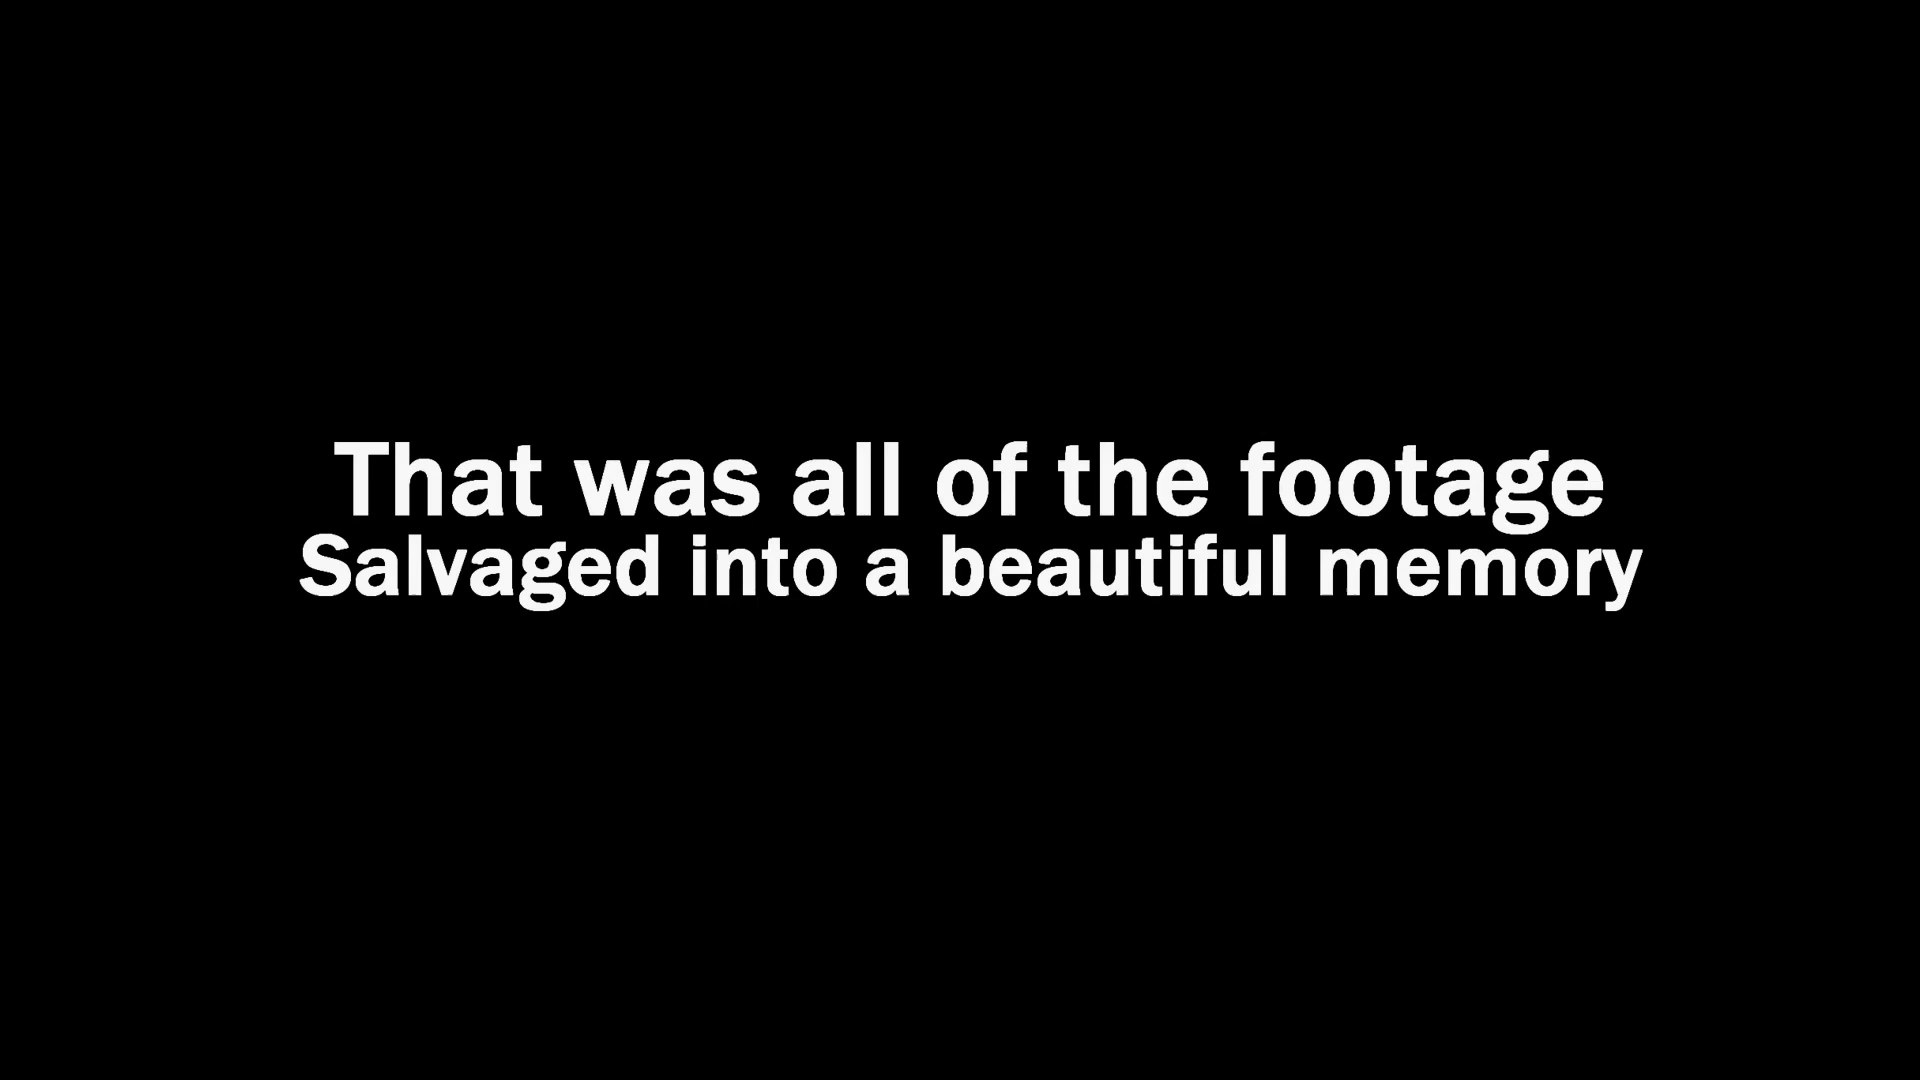 That was all of the footage
Salvaged into a beautiful memory